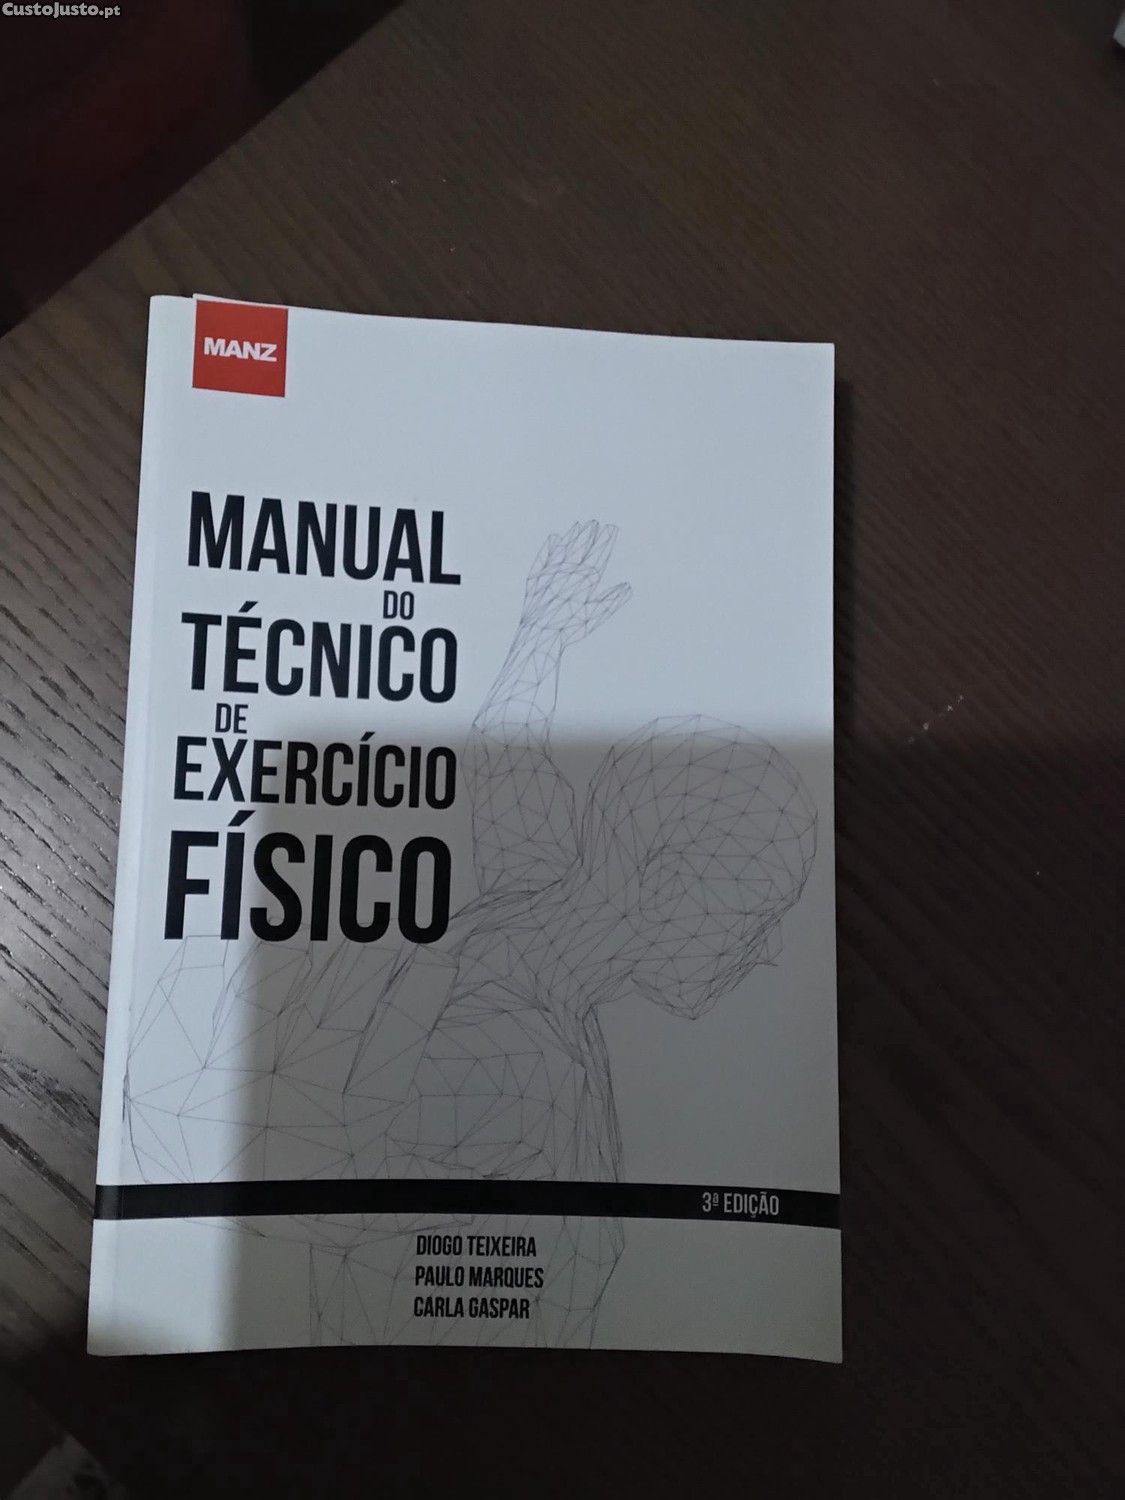 CustoJusto.pt
MANZ
MANUAL
DO
TÉCNICO
DE
EXERCÍCIO
FÍSICO
3ª EDIÇÃO
DIOGO TEIXEIRA
PAULO MARQUES
CARLA GASPAR